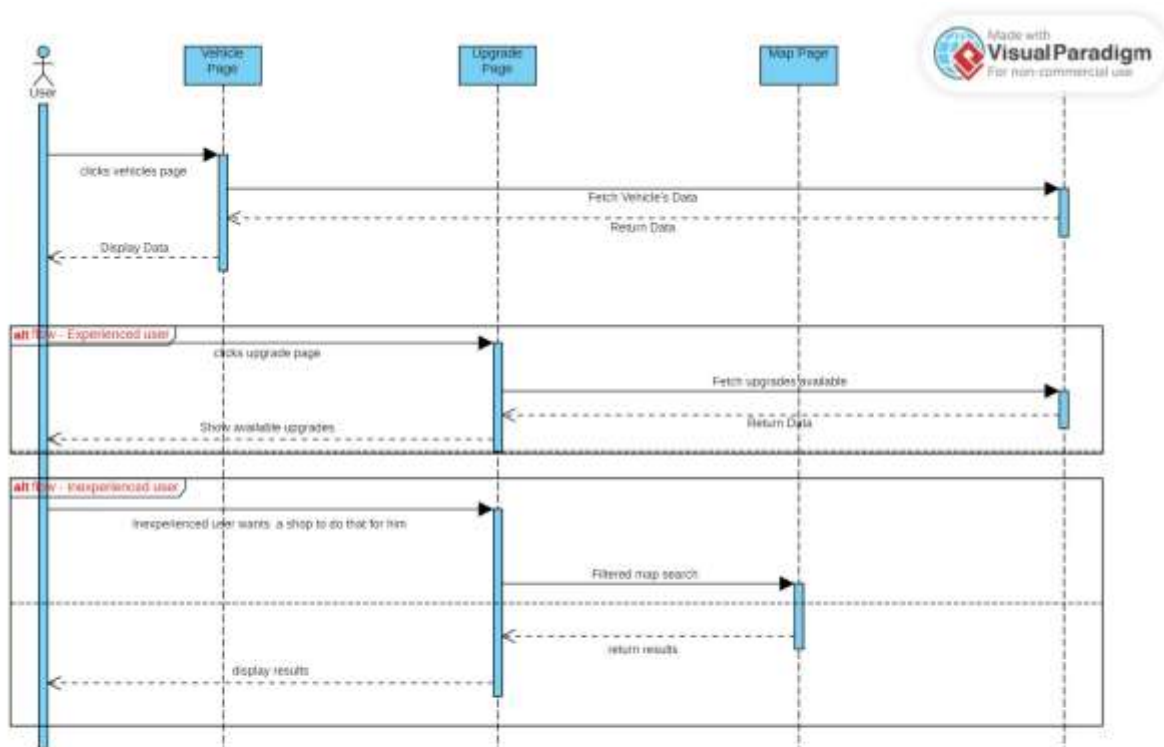 Made with
Visual Paradigm
For non-commercial use
User
Vehicle
Page
Upgrade
Page
Map Page
clicks vehicles page
Fetch Vehicle's Data
Return Data
Display Data
alt flow - Experienced user
clicks upgrade page
Fetch upgrades available
Return Data
Show available upgrades
alt flow - Inexperienced user
Inexperienced user wants a shop to do that for him
Filtered map search
return results
display results